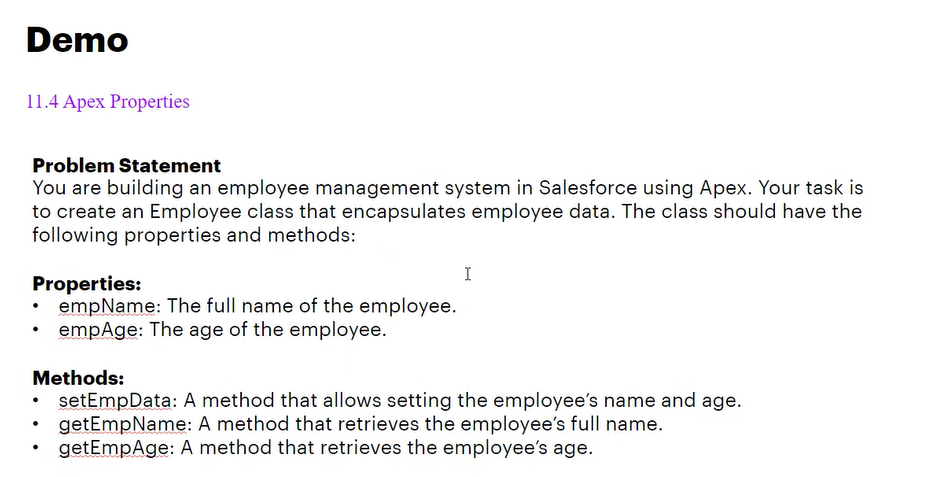 Demo
11.4 Apex Properties
Problem Statement
You are building an employee management system in Salesforce using Apex. Your task is
to create an Employee class that encapsulates employee data. The class should have the
following properties and methods:
Properties:
• empName: The full name of the employee.
• empAge: The age of the employee.
Methods:
• setEmpData: A method that allows setting the employee’s name and age.
• getEmpName: A method that retrieves the employee’s full name.
• getEmpAge: A method that retrieves the employee’s age.